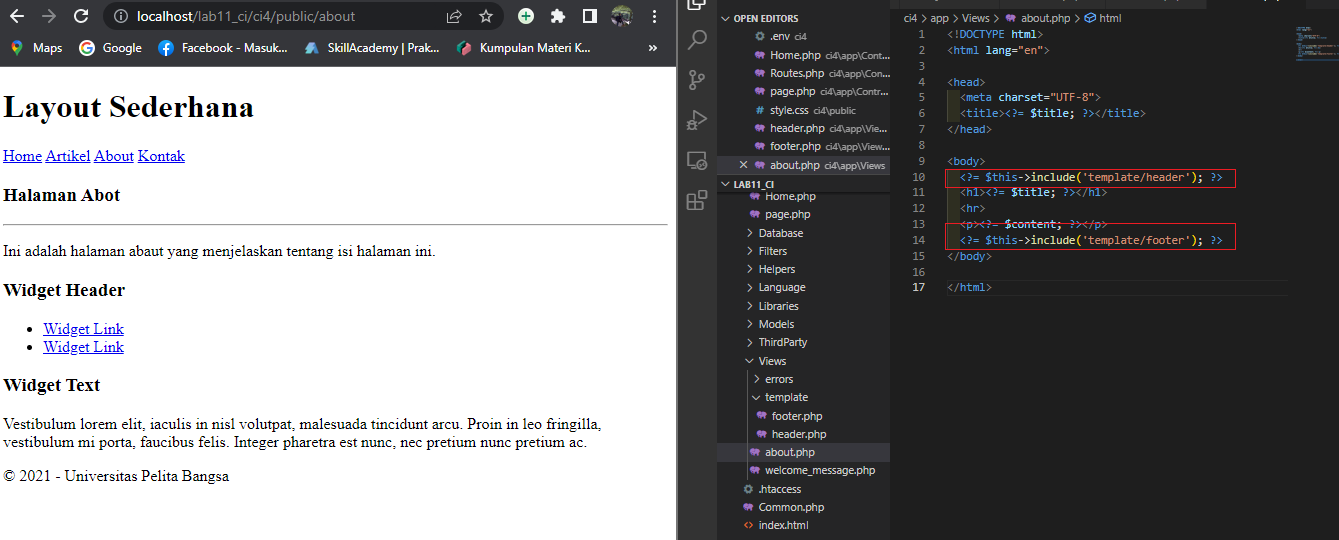 localhost/lab11_ci/ci4/public/about
Maps Google Facebook - Masuk... SkillAcademy | Prak... Kumpulan Materi K... »
Layout Sederhana
Home Artikel About Kontak
Halaman Abot
Ini adalah halaman abaut yang menjelaskan tentang isi halaman ini.
Widget Header
Widget Link
Widget Link
Widget Text
Vestibulum lorem elit, iaculis in nisl volutpat, malesuada tincidunt arcu. Proin in leo fringilla,
vestibulum mi porta, faucibus felis. Integer pharetra est nunc, nec pretium nunc pretium ac.
© 2021 - Universitas Pelita Bangsa
OPEN EDITORS
.env ci4
Home.php ci4\app\Cont...
Routes.php ci4\app\Con...
page.php ci4\app\Contr...
style.css ci4\public
header.php ci4\app\Vie...
footer.php ci4\app\View...
about.php ci4\app\Views
LAB11_CI
Home.php
page.php
Database
Filters
Helpers
Language
Libraries
Models
ThirdParty
Views
errors
template
footer.php
header.php
about.php
welcome_message.php
.htaccess
Common.php
index.html
ci4 > app > Views > about.php > html
1 <!DOCTYPE html>
2 <html lang="en">
3
4 <head>
5 <meta charset="UTF-8">
6 <title><?= $title; ?></title>
7 </head>
8
9 <body>
10 <?= $this->include('template/header'); ?>
11 <h1><?= $title; ?></h1>
12 <hr>
13 <p><?= $content; ?></p>
14 <?= $this->include('template/footer'); ?>
15 </body>
16
17 </html>